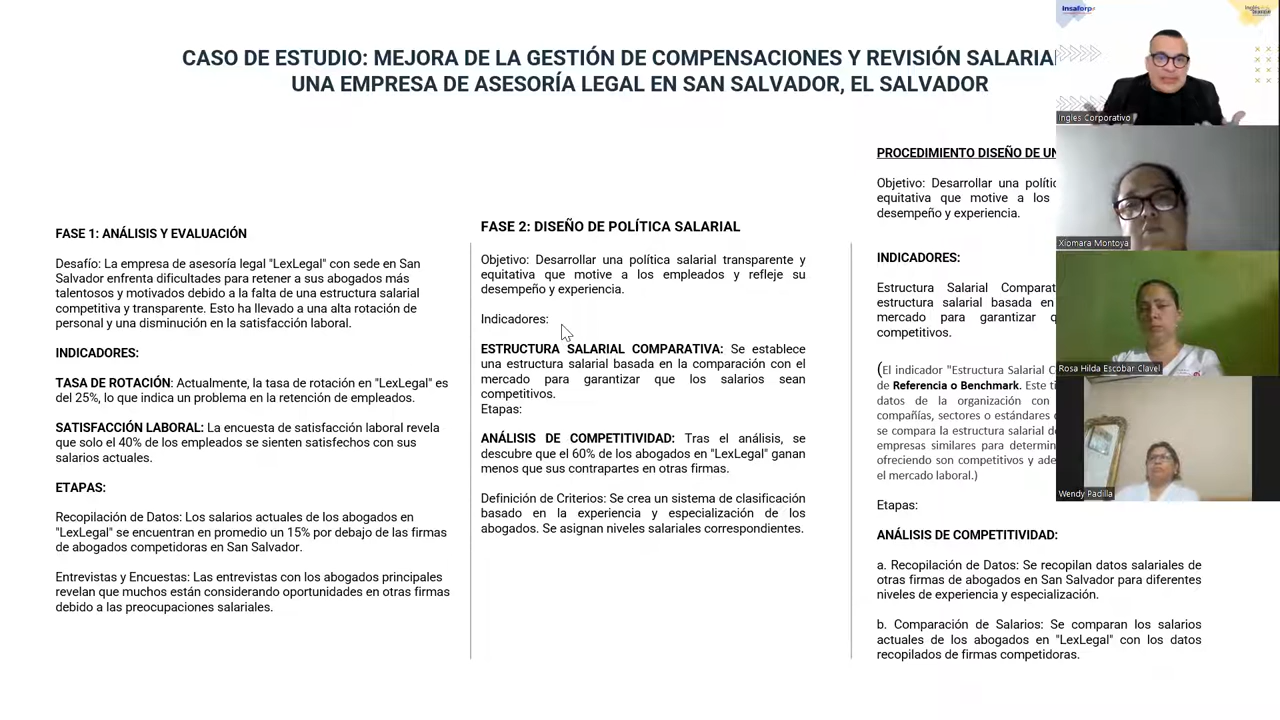 CASO DE ESTUDIO: MEJORA DE LA GESTIÓN DE COMPENSACIONES Y REVISIÓN SALARIA
UNA EMPRESA DE ASESORÍA LEGAL EN SAN SALVADOR, EL SALVADOR
FASE 1: ANÁLISIS Y EVALUACIÓN
Desafío: La empresa de asesoría legal "LexLegal" con sede en San
Salvador enfrenta dificultades para retener a sus abogados más
talentosos y motivados debido a la falta de una estructura salarial
competitiva y transparente. Esto ha llevado a una alta rotación de
personal y una disminución en la satisfacción laboral.
INDICADORES:
TASA DE ROTACIÓN: Actualmente, la tasa de rotación en "LexLegal" es
del 25%, lo que indica un problema en la retención de empleados.
SATISFACCIÓN LABORAL: La encuesta de satisfacción laboral revela
que solo el 40% de los empleados se sienten satisfechos con sus
salarios actuales.
ETAPAS:
Recopilación de Datos: Los salarios actuales de los abogados en
"LexLegal" se encuentran en promedio un 15% por debajo de las firmas
de abogados competidoras en San Salvador.
Entrevistas y Encuestas: Las entrevistas con los abogados principales
revelan que muchos están considerando oportunidades en otras firmas
debido a las preocupaciones salariales.
FASE 2: DISEÑO DE POLÍTICA SALARIAL
Objetivo: Desarrollar una política salarial transparente y
equitativa que motive a los empleados y refleje su
desempeño y experiencia.
Indicadores:
ESTRUCTURA SALARIAL COMPARATIVA: Se establece
una estructura salarial basada en la comparación con el
mercado para garantizar que los salarios sean
competitivos.
Etapas:
ANÁLISIS DE COMPETITIVIDAD: Tras el análisis, se
descubre que el 60% de los abogados en "LexLegal" ganan
menos que sus contrapartes en otras firmas.
Definición de Criterios: Se crea un sistema de clasificación
basado en la experiencia y especialización de los
abogados. Se asignan niveles salariales correspondientes.
PROCEDIMIENTO DISEÑO DE UN
Objetivo: Desarrollar una polític
equitativa que motive a los
desempeño y experiencia.
INDICADORES:
Estructura Salarial Comparat
estructura salarial basada en
mercado para garantizar q
competitivos.
(El indicador "Estructura Salarial C
de Referencia o Benchmark. Este ti
datos de la organización con
compañías, sectores o estándares
se compara la estructura salarial de
empresas similares para determin
ofreciendo son competitivos y ade
el mercado laboral.)
Etapas:
ANÁLISIS DE COMPETITIVIDAD:
a. Recopilación de Datos: Se recopilan datos salariales de
otras firmas de abogados en San Salvador para diferentes
niveles de experiencia y especialización.
b. Comparación de Salarios: Se comparan los salarios
actuales de los abogados en "LexLegal" con los datos
recopilados de firmas competidoras.
insaforp
Ingles Corporativo
Xiomara Montoya
Rosa Hilda Escobar Clavel
Wendy Padilla